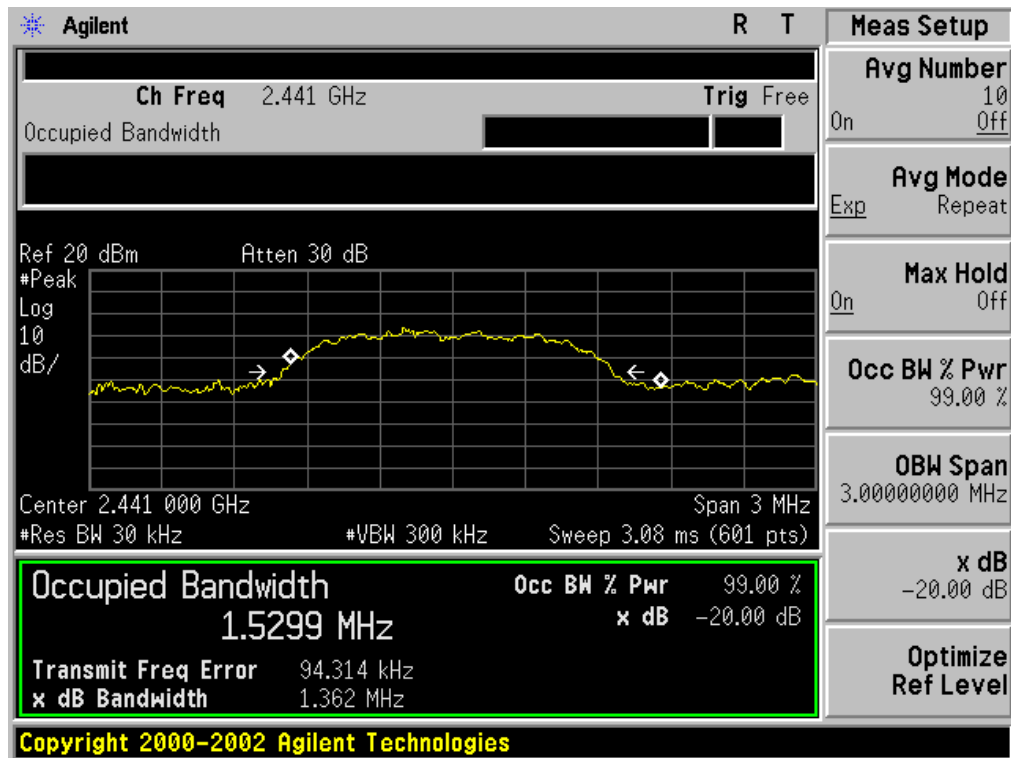 Agilent R T
Ch Freq 2.441 GHz Trig Free
Occupied Bandwidth
Ref 20 dBm Atten 30 dB
#Peak
Log
10
dB/
Center 2.441 000 GHz Span 3 MHz
#Res BW 30 kHz #VBW 300 kHz Sweep 3.08 ms (601 pts)
Occupied Bandwidth Occ BW % Pwr 99.00 %
1.5299 MHz x dB -20.00 dB
Transmit Freq Error 94.314 kHz
x dB Bandwidth 1.362 MHz
Copyright 2000-2002 Agilent Technologies
Meas Setup
Avg Number
10
On Off
Avg Mode
Exp Repeat
Max Hold
On Off
Occ BW % Pwr
99.00 %
OBW Span
3.00000000 MHz
x dB
-20.00 dB
Optimize
Ref Level